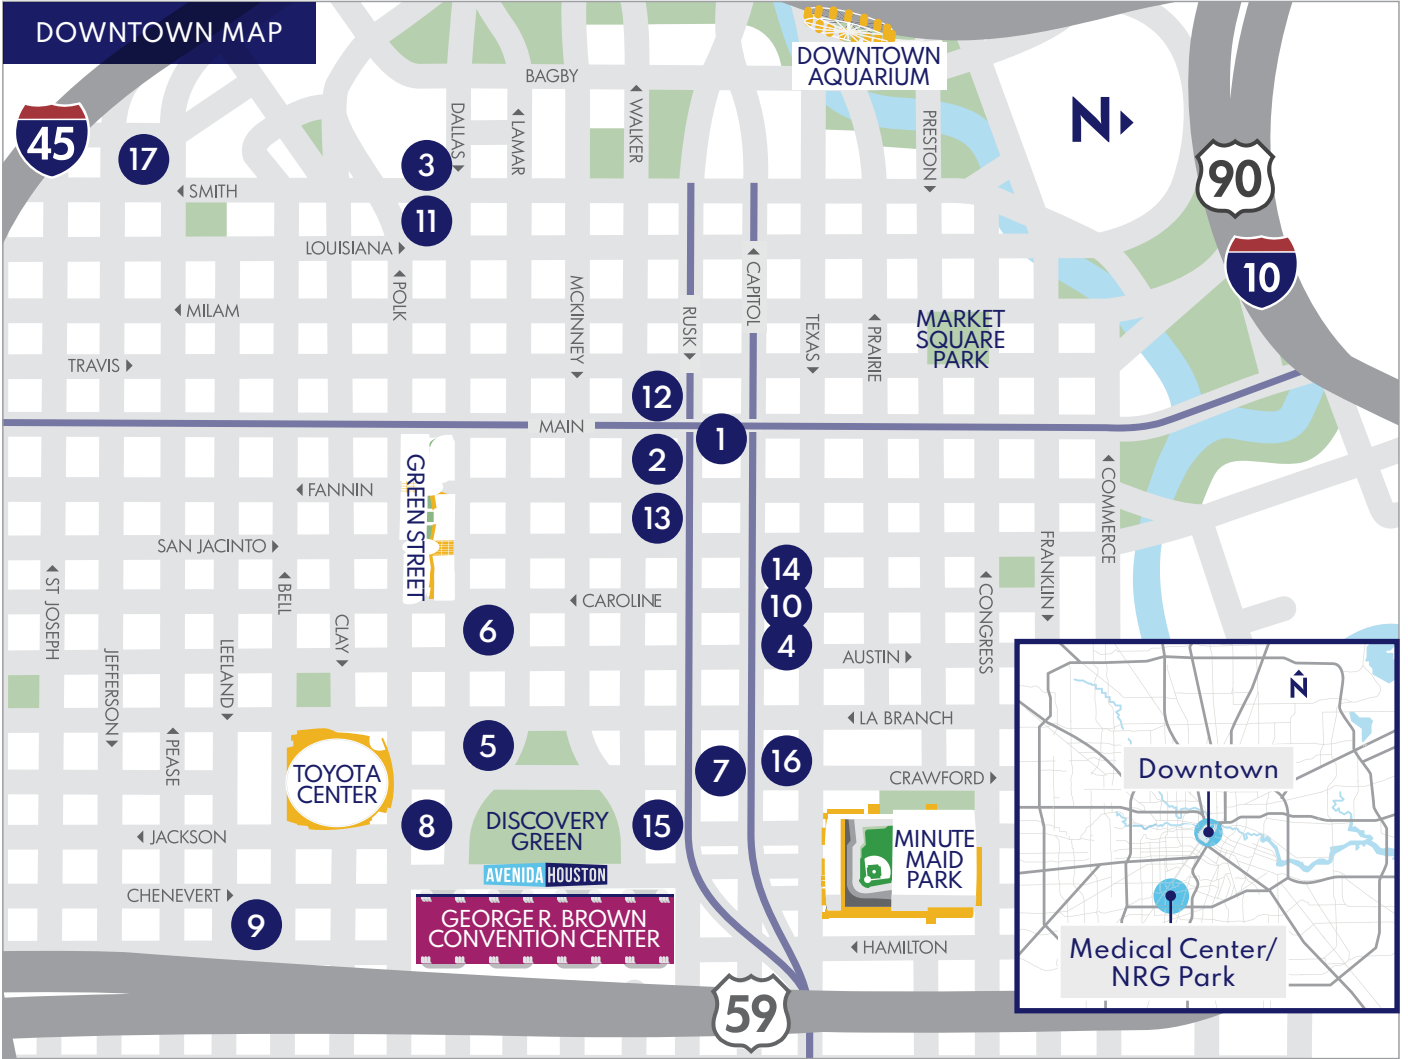 DOWNTOWN MAP
DOWNTOWN
AQUARIUM
BAGBY
45
17
3
DALLAS
LAMAR
WALKER
PRESTON
N
90
SMITH
11
LOUISIANA
10
POLK
MCKINNEY
RUSK
CAPITOL
TEXAS
PRAIRIE
MILAM
MARKET
SQUARE
PARK
TRAVIS
12
MAIN
1
2
GREEN STREET
FANNIN
13
COMMERCE
SAN JACINTO
FRANKLIN
14
ST JOSEPH
BELL
CAROLINE
10
CONGRESS
6
CLAY
4
JEFFERSON
LEELAND
AUSTIN
N
LA BRANCH
5
PEASE
7
16
TOYOTA
CENTER
CRAWFORD
Downtown
8
DISCOVERY
GREEN
15
JACKSON
MINUTE
MAID
PARK
AVENIDA HOUSTON
CHENEVERT
9
GEORGE R. BROWN
CONVENTION CENTER
HAMILTON
Medical Center/
NRG Park
59